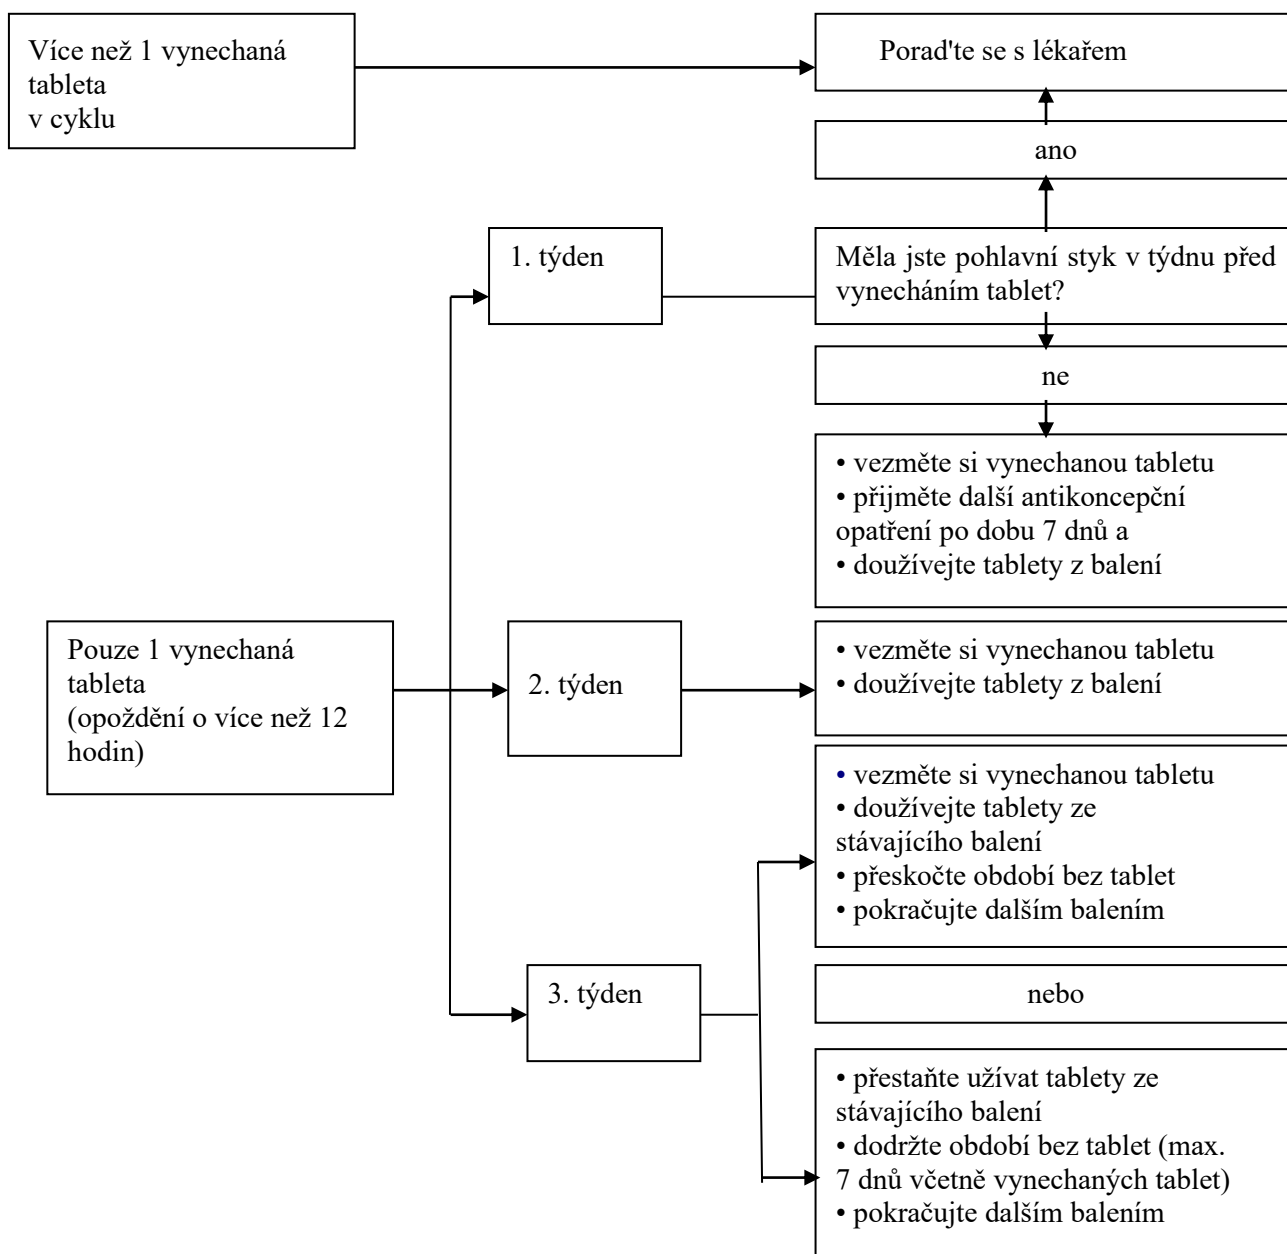 Více než 1 vynechaná
tableta
v cyklu
Porad'te se s lékařem
ano
1. týden
Měla jste pohlavní styk v týdnu před
vynecháním tablet?
ne
• vezměte si vynechanou tabletu
• přijměte další antikoncepční
opatření po dobu 7 dnů a
• doužívejte tablety z balení
Pouze 1 vynechaná
tableta
(opoždění o více než 12
hodin)
2. týden
• vezměte si vynechanou tabletu
• doužívejte tablety z balení
• vezměte si vynechanou tabletu
• doužívejte tablety ze
stávajícího balení
• přeskočte období bez tablet
• pokračujte dalším balením
3. týden
nebo
• přestaňte užívat tablety ze
stávajícího balení
• dodržte období bez tablet (max.
7 dnů včetně vynechaných tablet)
• pokračujte dalším balením